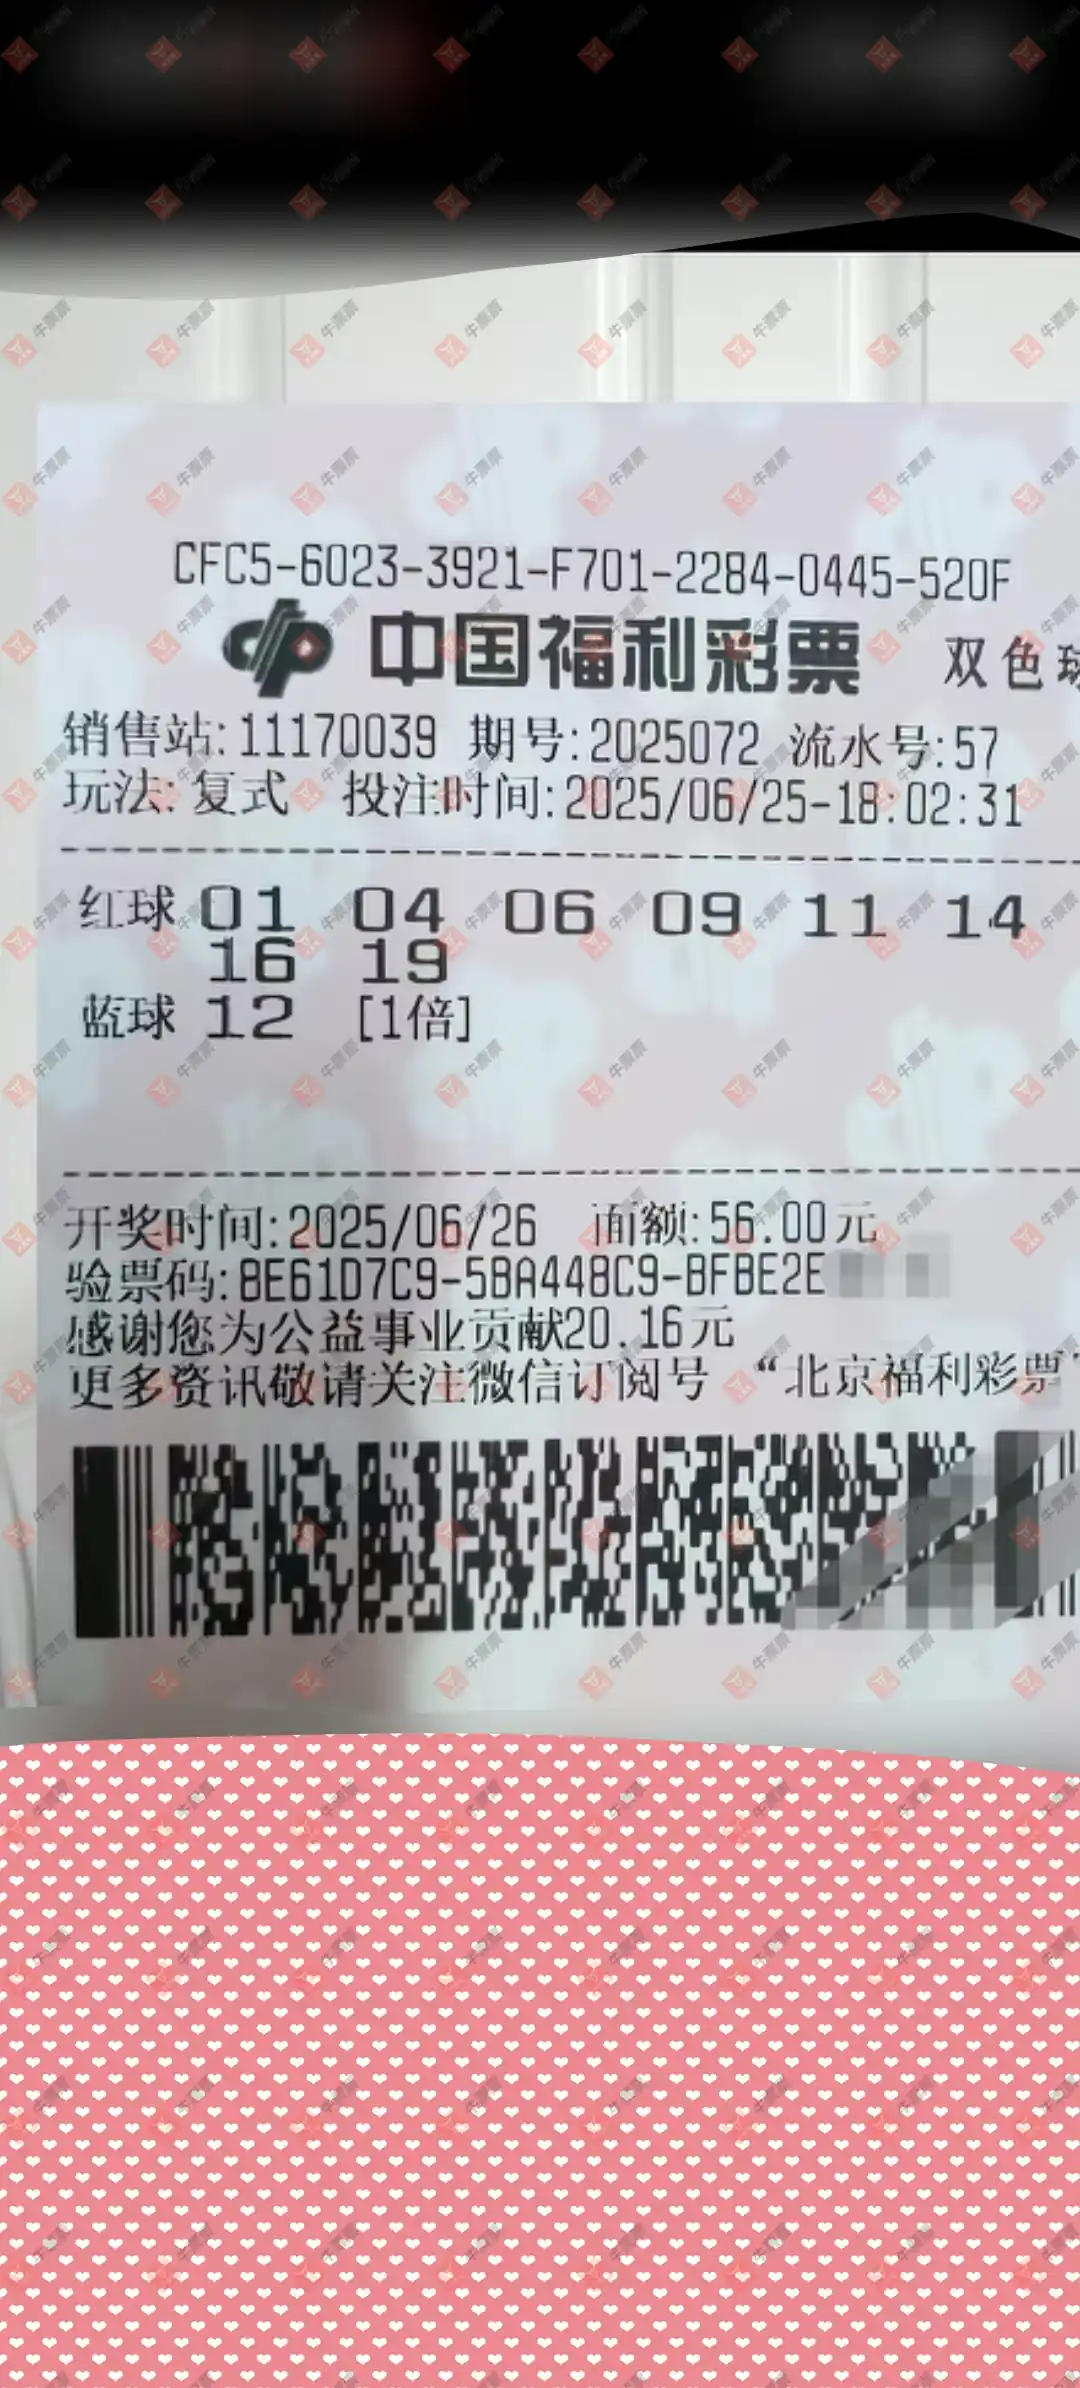 CFC5-6023-3921-F701-2284-0445-520F
中国福利彩票 双色球
销售站:11170039 期号:2025072 流水号:57
玩法:复式 投注时间:2025/06/25-18:02:31
红球 01 04 06 09 11 14
16 19
蓝球 12 [1倍]
开奖时间:2025/06/26 面额:56.00元
验票码:BE61D7C9-5BA448C9-BFBE2E
感谢您为公益事业贡献20.16元
更多资讯敬请关注微信订阅号 “北京福利彩票”
牛票票